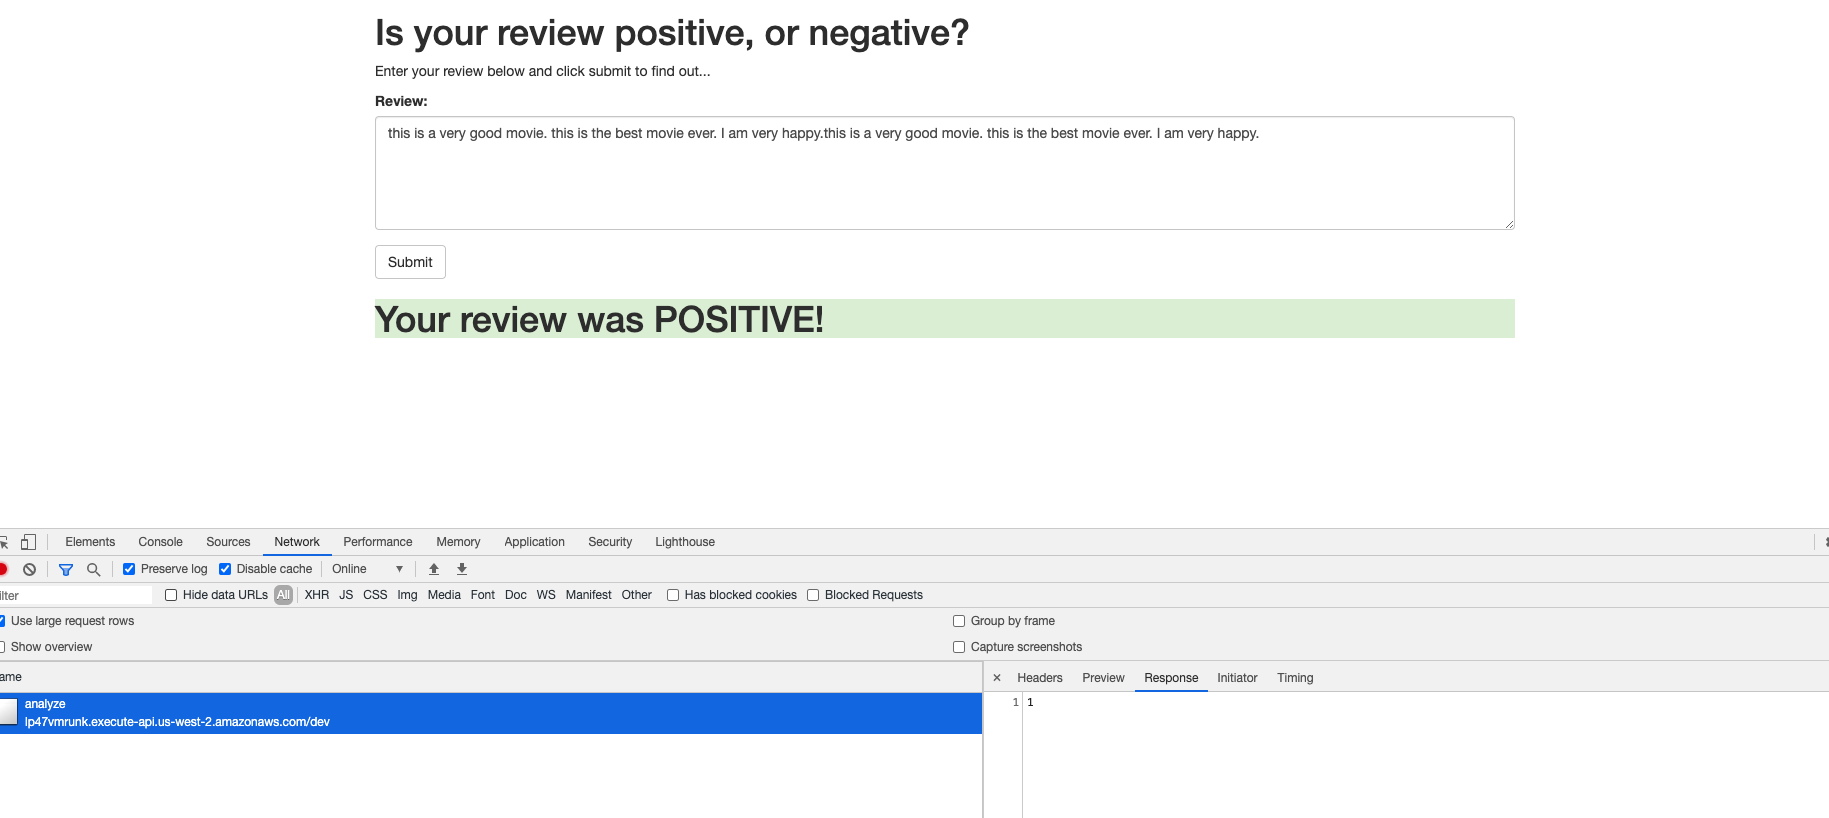 Is your review positive, or negative?
Enter your review below and click submit to find out...
Review:
this is a very good movie. this is the best movie ever. I am very happy.this is a very good movie. this is the best movie ever. I am very happy.
Submit
Your review was POSITIVE!
Elements Console Sources Network Performance Memory Application Security Lighthouse
Preserve log Disable cache Online
ilter Hide data URLs All XHR JS CSS Img Media Font Doc WS Manifest Other Has blocked cookies Blocked Requests
Use large request rows Group by frame
Show overview Capture screenshots
ame × Headers Preview Response Initiator Timing
analyze 1 1
lp47vmrunk.execute-api.us-west-2.amazonaws.com/dev